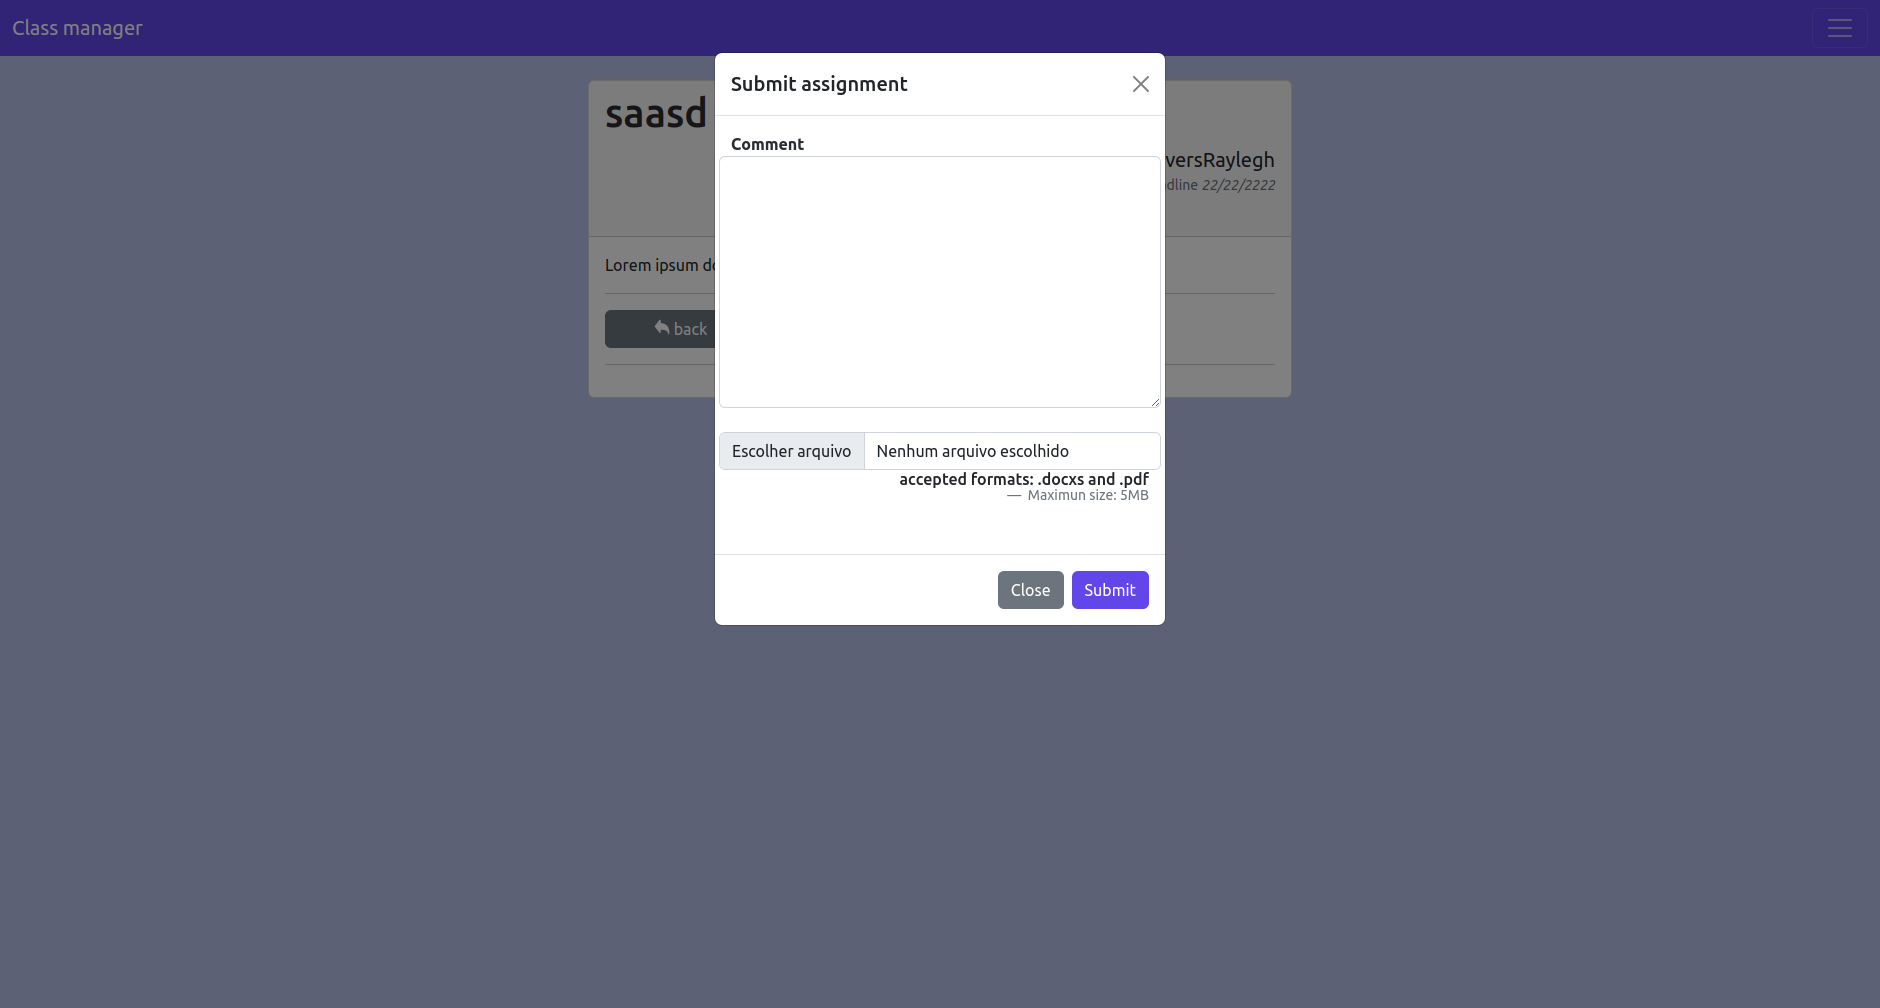 Class manager
Submit assignment
saasd
Comment
versRaylegh
dline 22/22/2222
Lorem ipsum do
back
Escolher arquivo Nenhum arquivo escolhido
accepted formats: .docxs and .pdf
— Maximun size: 5MB
Close Submit